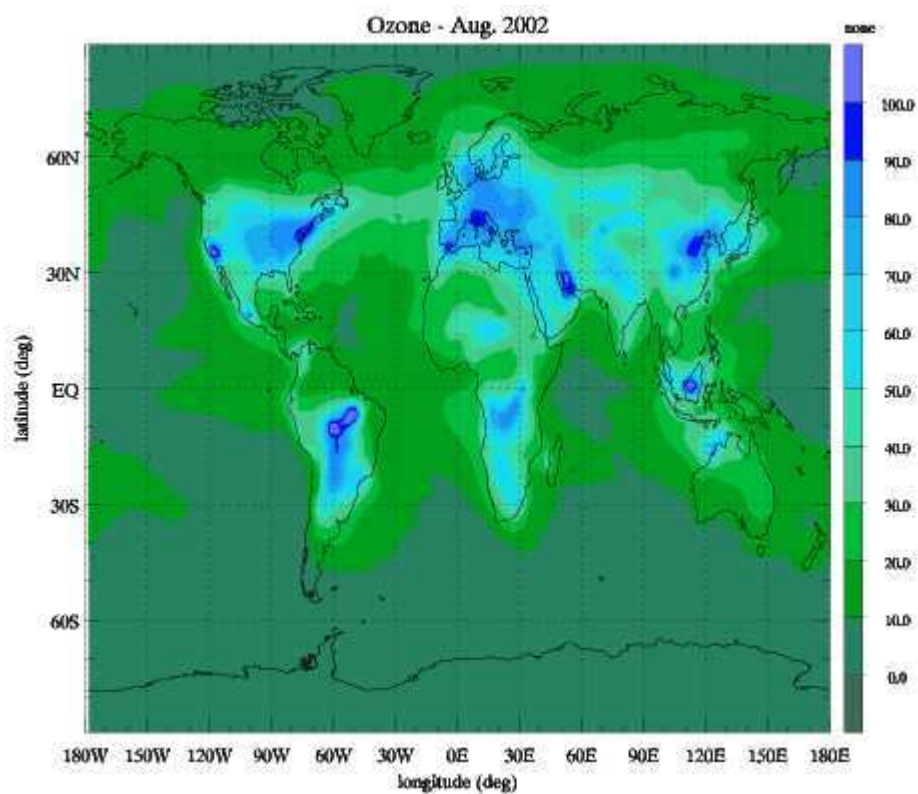 Ozone - Aug. 2002
none
100.0
90.0
80.0
70.0
60.0
50.0
40.0
30.0
20.0
10.0
0.0
latitude (deg)
60N
30N
EQ
30S
60S
180W 150W 120W 90W 60W 30W 0E 30E 60E 90E 120E 150E 180E
longitude (deg)